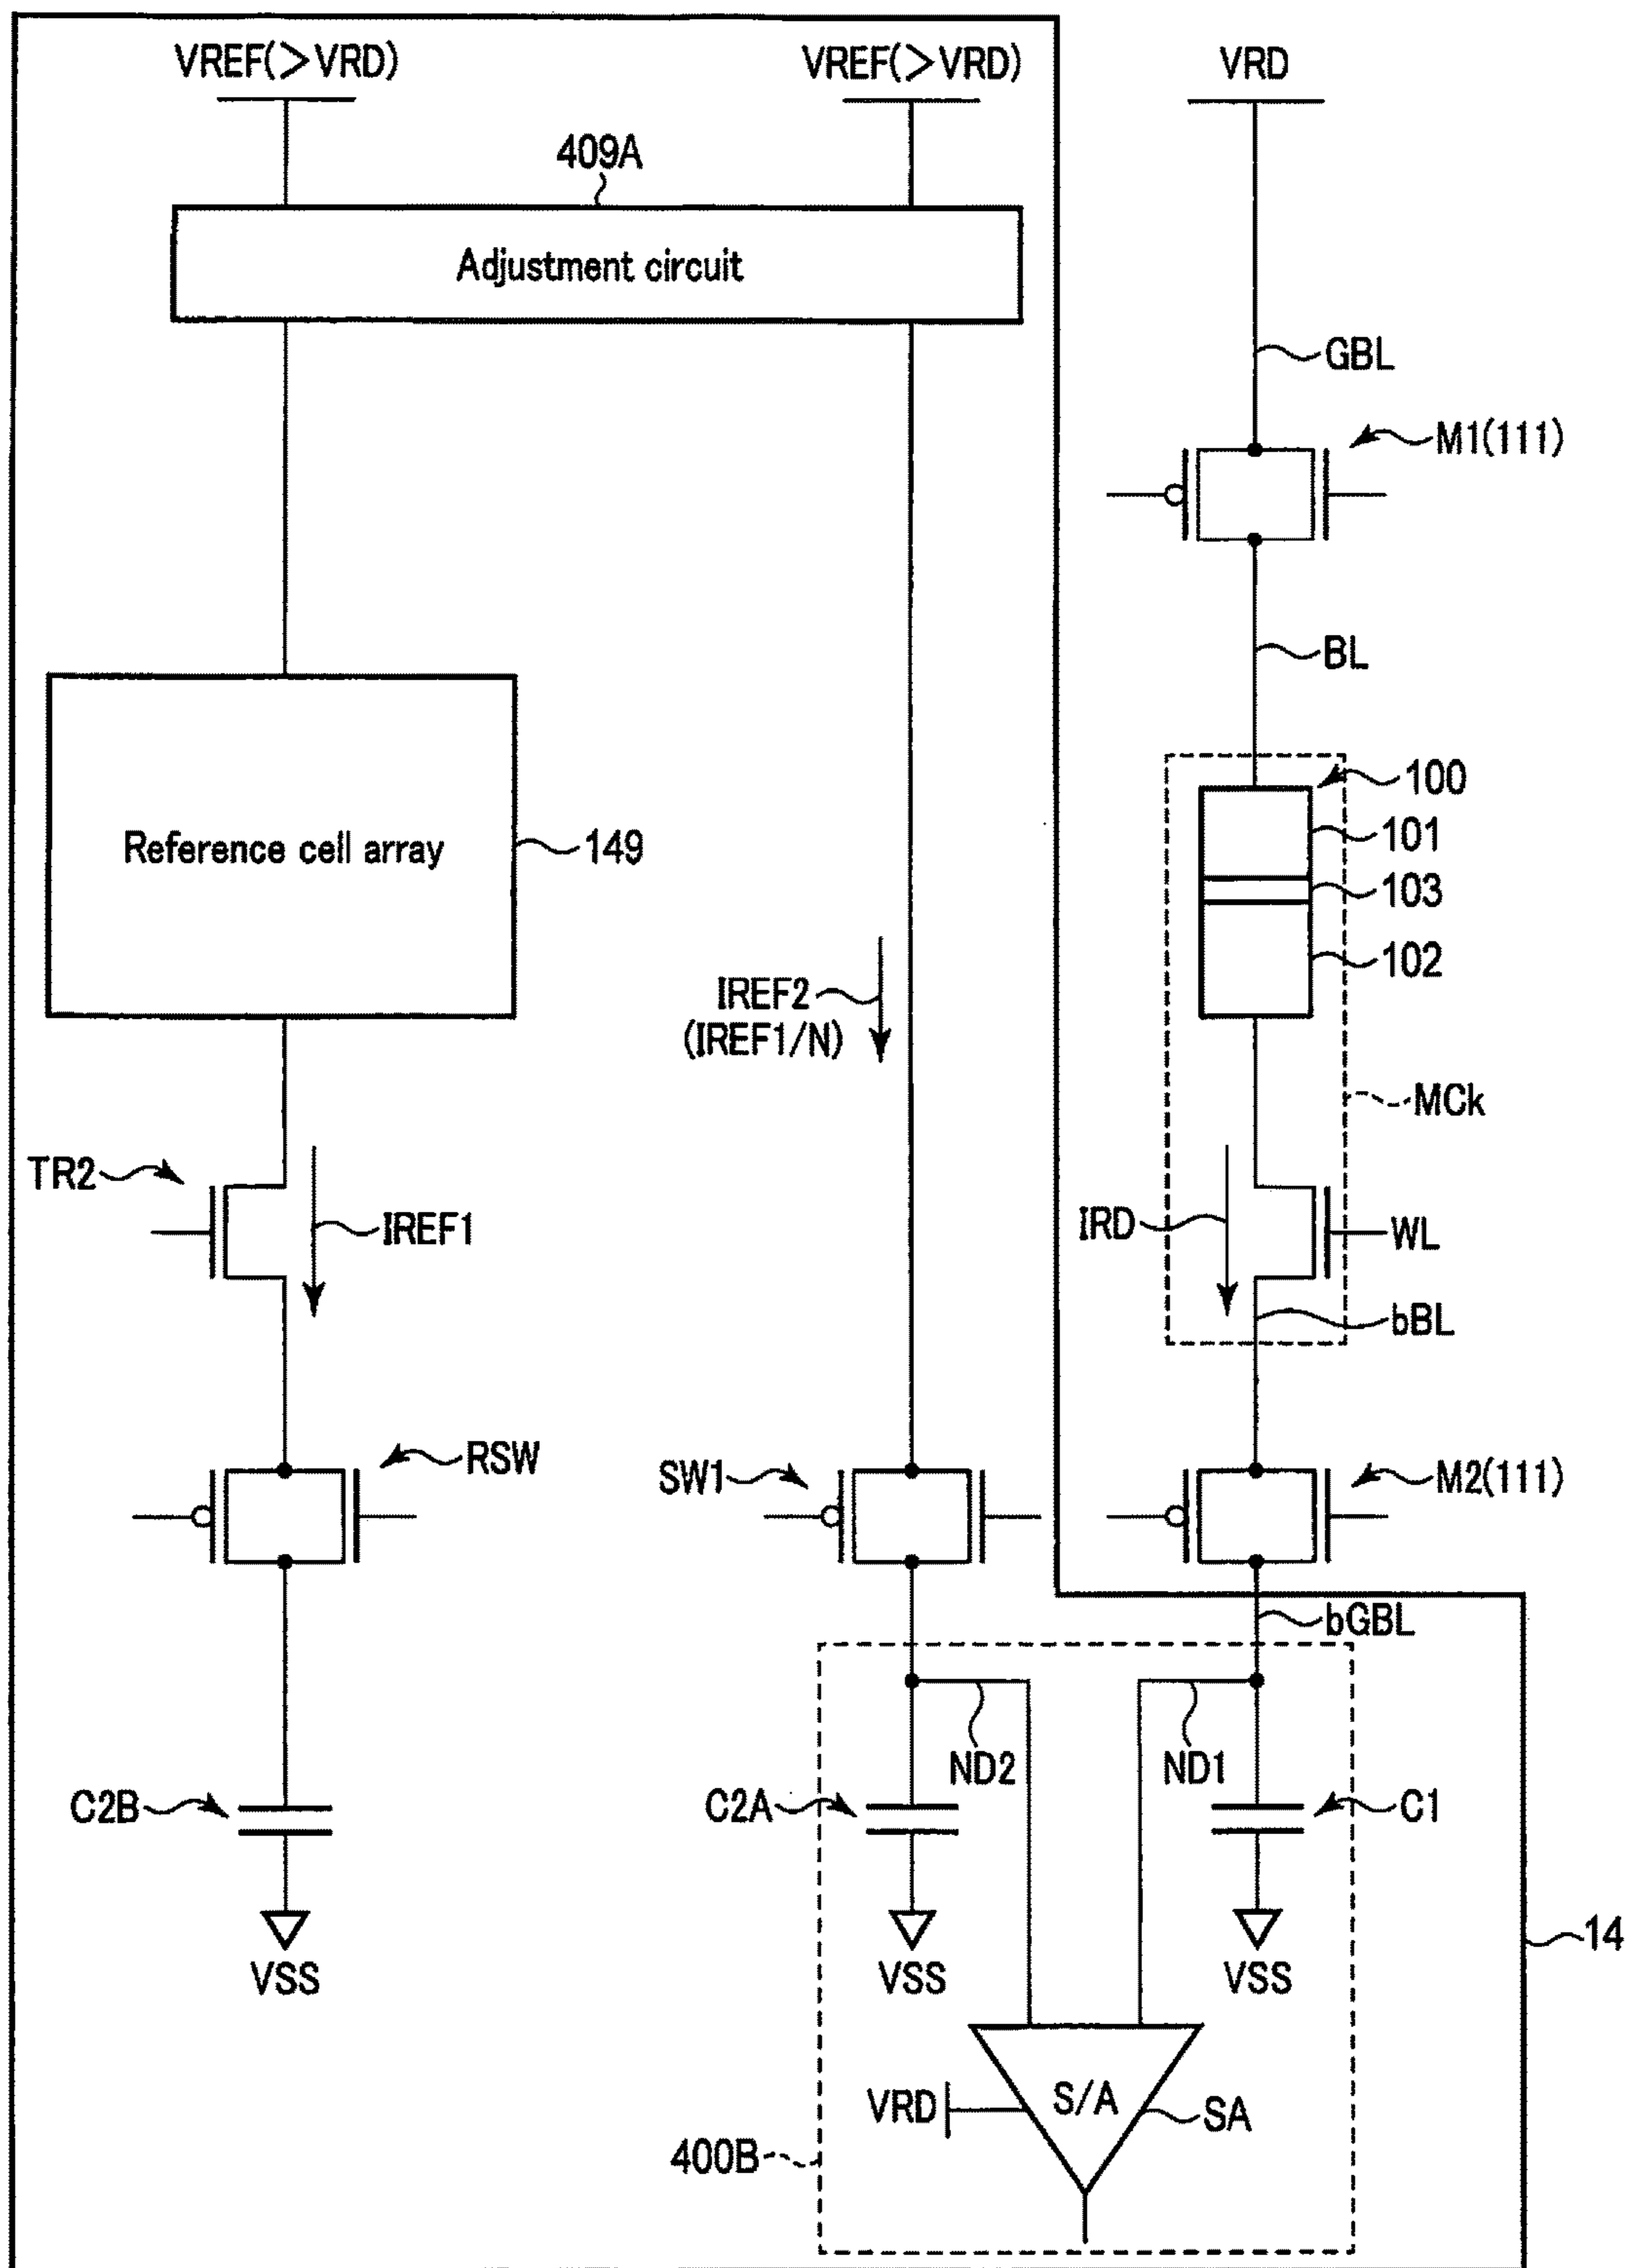 VREF(>VRD)
VREF(>VRD)
VRD
409A
Adjustment circuit
GBL
M1(111)
BL
100
101
103
102
Reference cell array
149
IREF2
(IREF1/N)
MCk
TR2
IREF1
IRD
WL
bBL
RSW
SW1
M2(111)
bGBL
ND2
ND1
C2B
C2A
C1
VSS
VSS
VSS
14
VRD
S/A
SA
400B